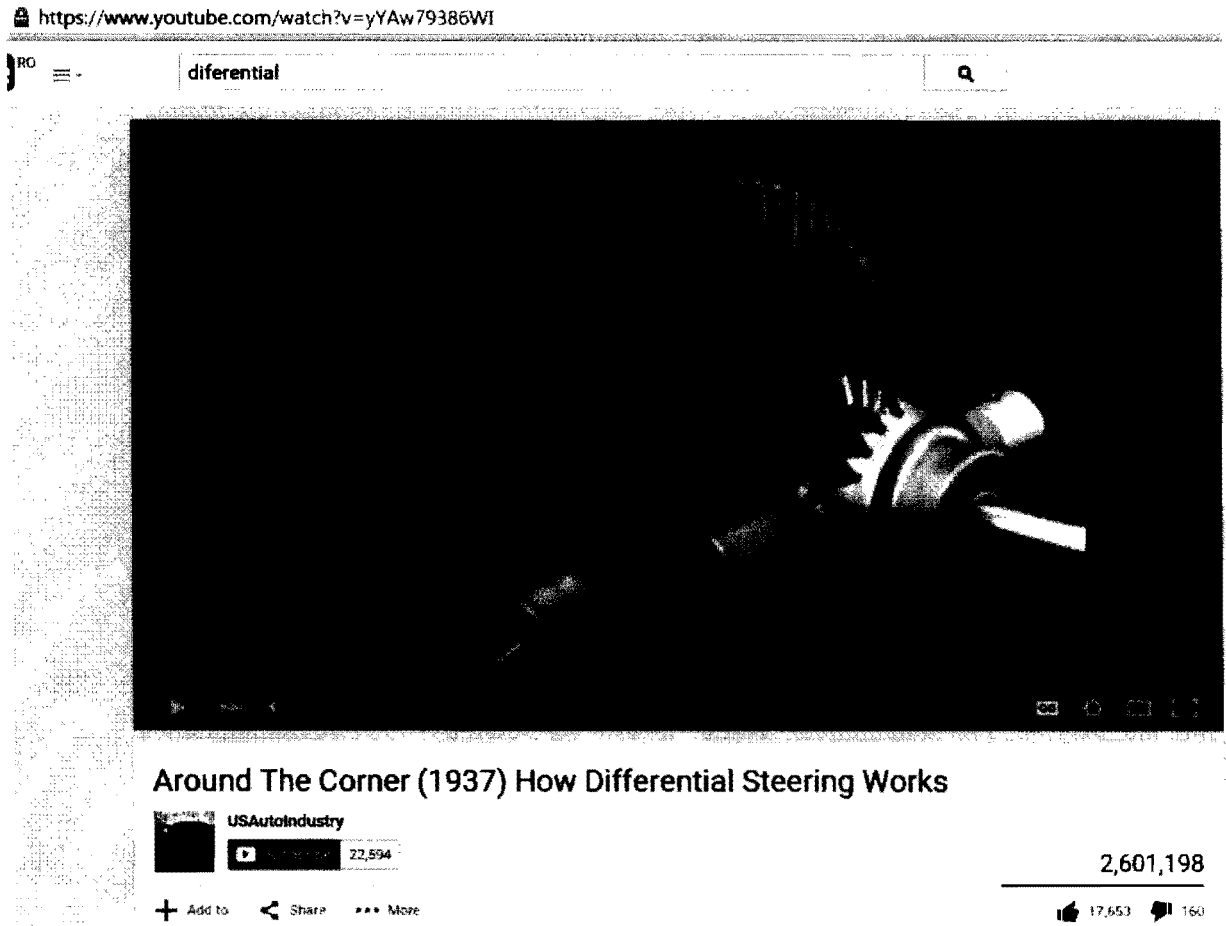 https://www.youtube.com/watch?v=yYAw79386WI
RO
diferential
Around The Corner (1937) How Differential Steering Works
USAutoIndustry
22,594
2,601,198
Add to Share More
17,653 160